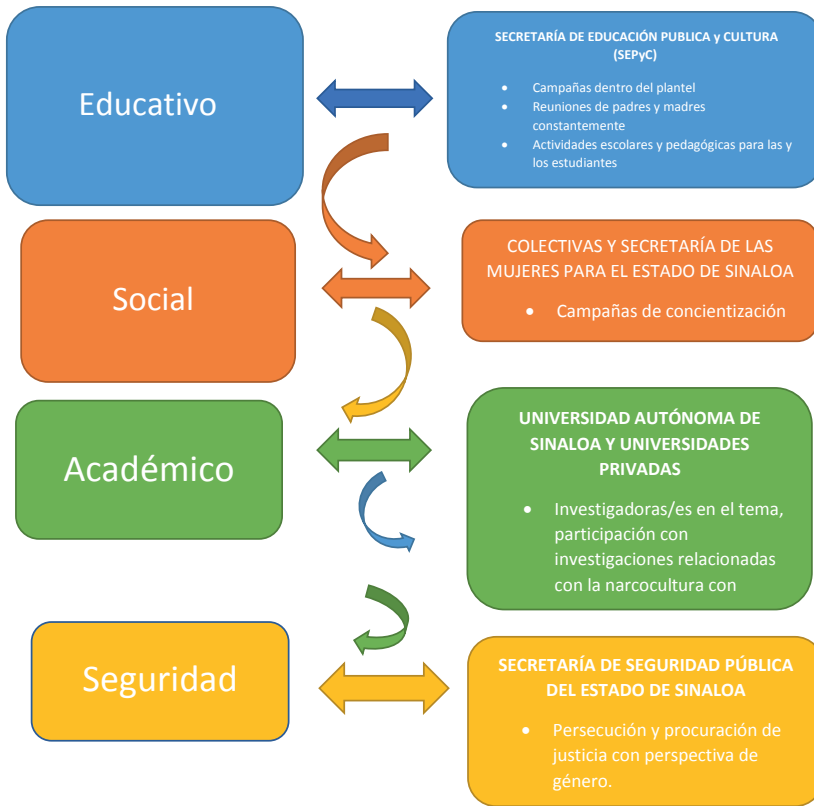 Educativo
SECRETARÍA DE EDUCACIÓN PUBLICA y CULTURA
(SEPyC)
• Campañas dentro del plantel
• Reuniones de padres y madres
constantemente
• Actividades escolares y pedagógicas para las y
los estudiantes
Social
COLECTIVAS Y SECRETARÍA DE LAS
MUJERES PARA EL ESTADO DE SINALOA
• Campañas de concientización
Académico
UNIVERSIDAD AUTÓNOMA DE
SINALOA Y UNIVERSIDADES
PRIVADAS
• Investigadoras/es en el tema,
participación con
investigaciones relacionadas
con la narcocultura con
Seguridad
SECRETARÍA DE SEGURIDAD PÚBLICA
DEL ESTADO DE SINALOA
• Persecución y procuración de
justicia con perspectiva de
género.